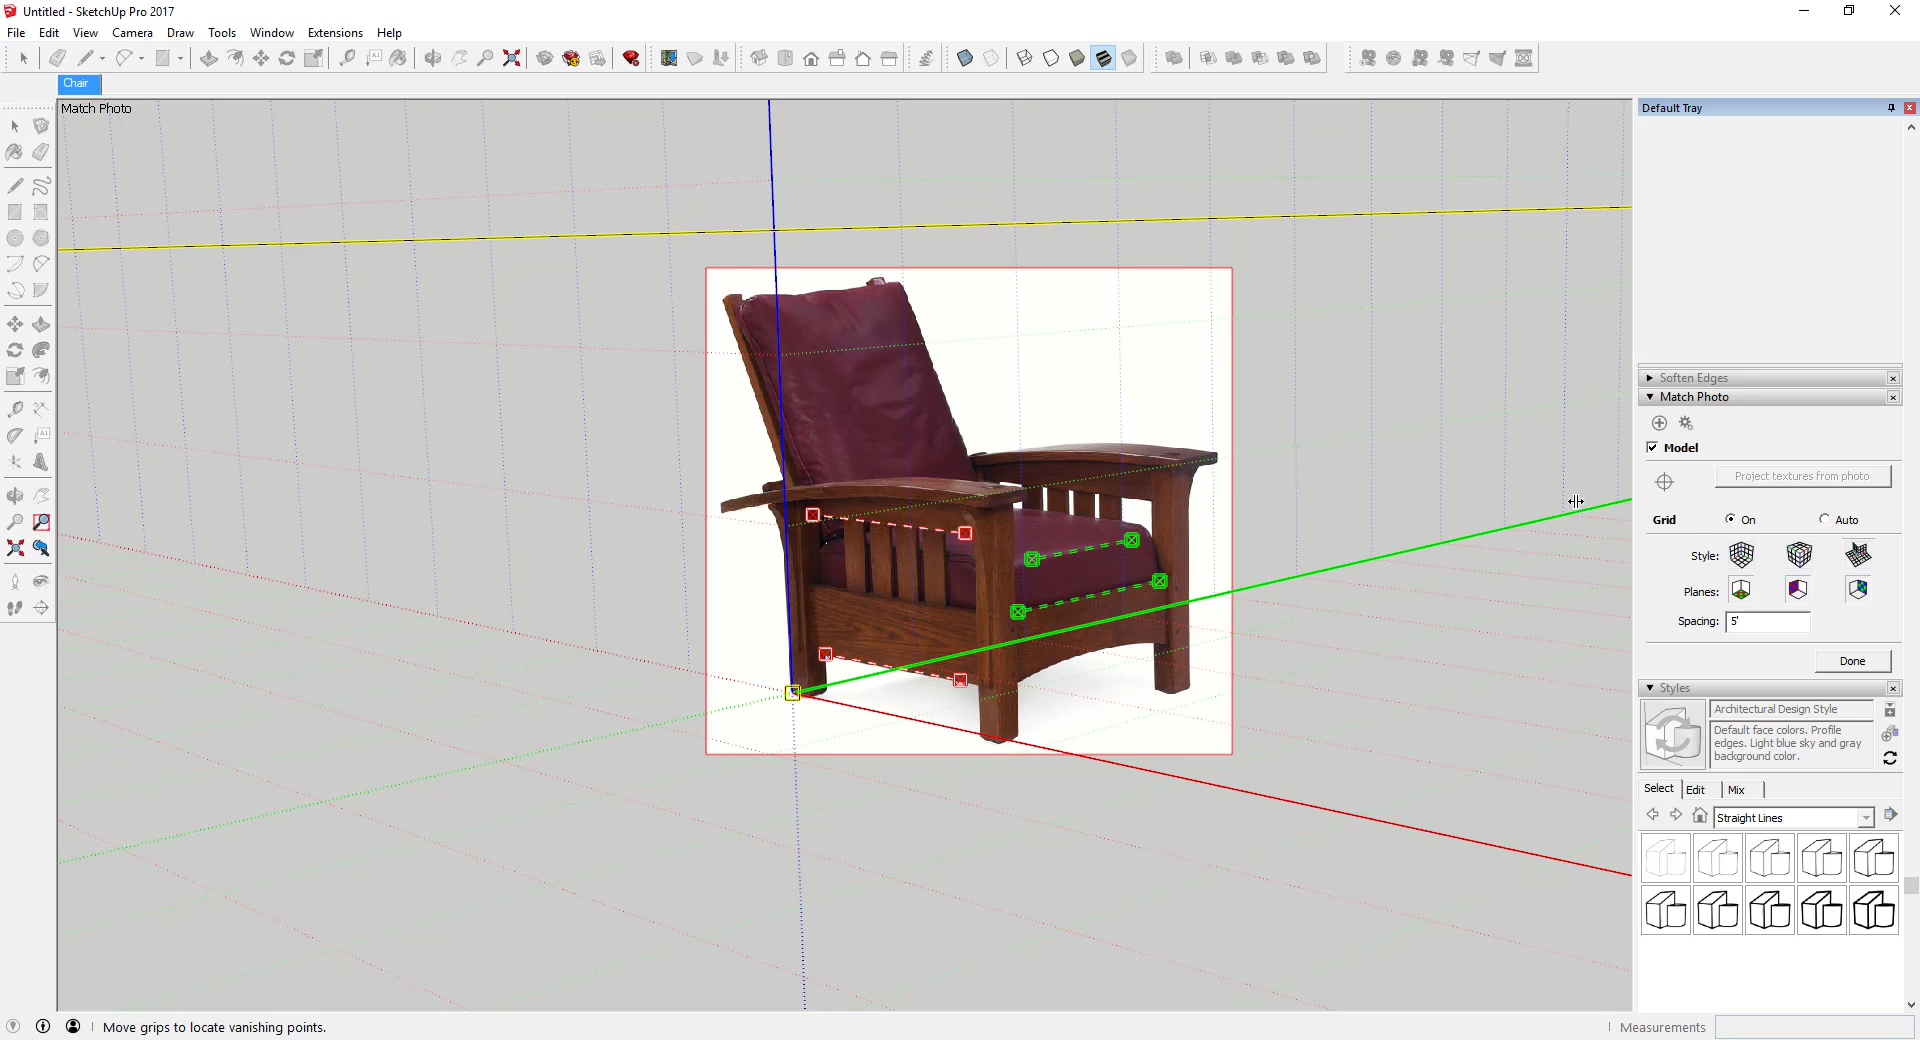 Untitled - SketchUp Pro 2017
File Edit View Camera Draw Tools Window Extensions Help
Chair
Match Photo
Default Tray
Soften Edges
Match Photo
Model
Project textures from photo
Grid On Auto
Style:
Planes:
Spacing: 5'
Done
Styles
Architectural Design Style
Default face colors. Profile
edges. Light blue sky and gray
background color.
Select Edit Mix
Straight Lines
Move grips to locate vanishing points.
Measurements